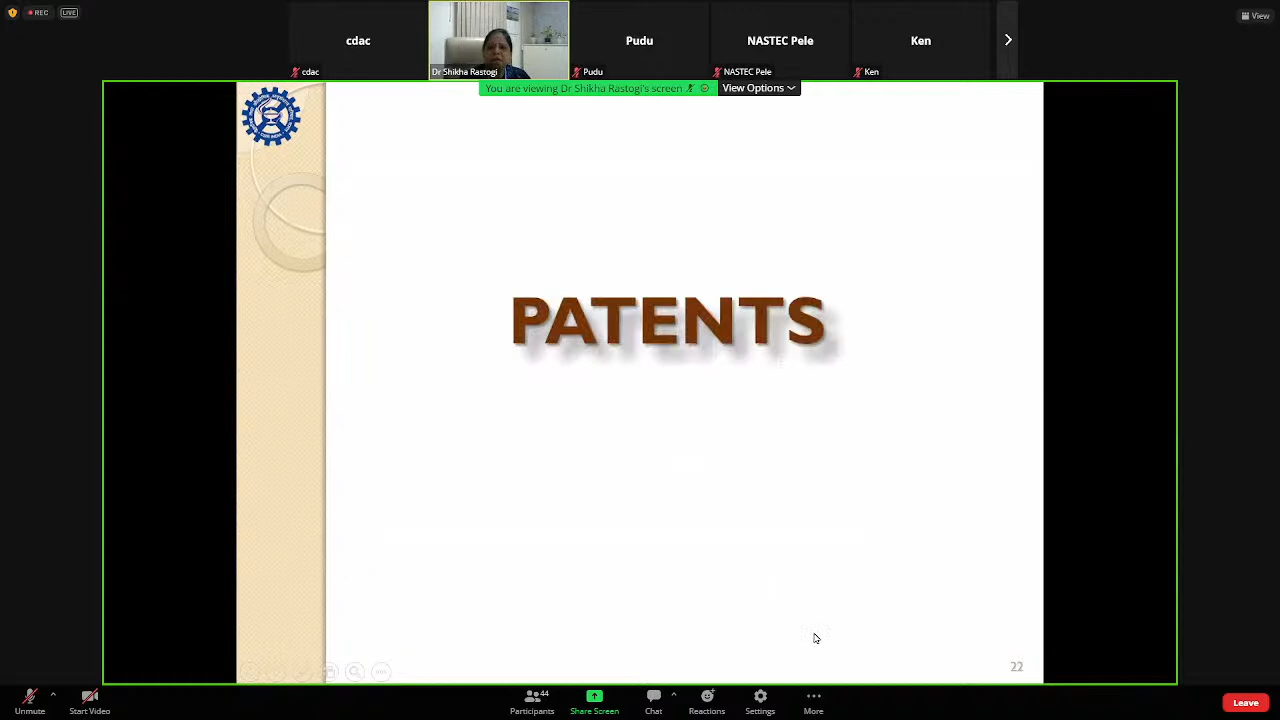 REC
LIVE
View
cdac
Pudu
NASTEC Pele
Ken
cdac
Dr Shikha Rastogi
Pudu
NASTEC Pele
Ken
You are viewing Dr Shikha Rastogi's screen
View Options
PATENTS
22
Unmute
Start Video
44
Participants
Share Screen
Chat
Reactions
Settings
More
Leave